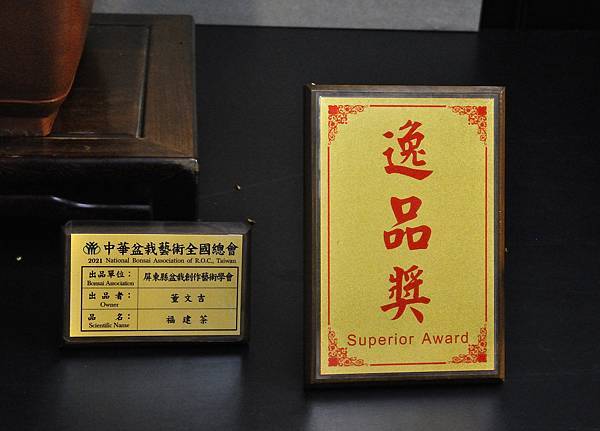 中華盆栽藝術全國總會
2021 National Bonsai Association of R.O.C., Taiwan
出品單位：
Bonsai Association
屏東縣盆栽創作藝術學會
出品者：
Owner
董文吉
品名：
Scientific Name
福建茶
逸品獎
Superior Award